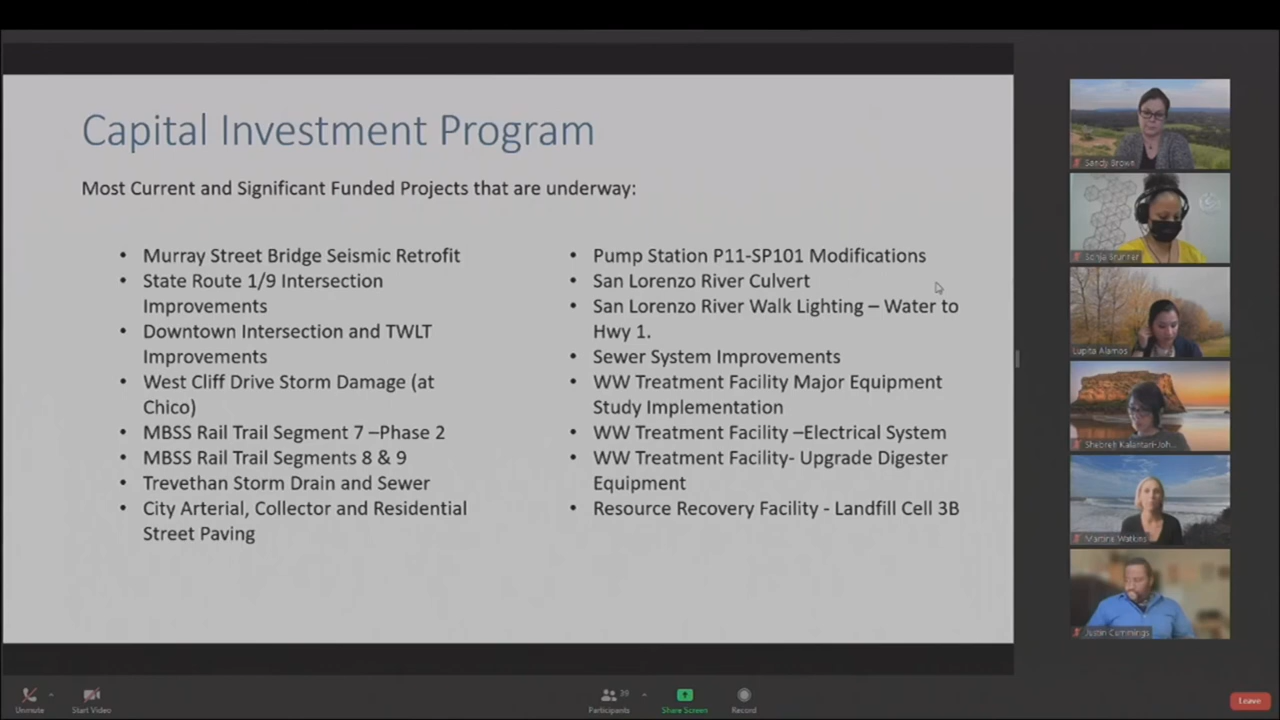 Capital Investment Program
Most Current and Significant Funded Projects that are underway:
• Murray Street Bridge Seismic Retrofit
• State Route 1/9 Intersection
Improvements
• Downtown Intersection and TWLT
Improvements
• West Cliff Drive Storm Damage (at
Chico)
• MBSS Rail Trail Segment 7 –Phase 2
• MBSS Rail Trail Segments 8 & 9
• Trevethan Storm Drain and Sewer
• City Arterial, Collector and Residential
Street Paving
• Pump Station P11-SP101 Modifications
• San Lorenzo River Culvert
• San Lorenzo River Walk Lighting – Water to
Hwy 1.
• Sewer System Improvements
• WW Treatment Facility Major Equipment
Study Implementation
• WW Treatment Facility –Electrical System
• WW Treatment Facility- Upgrade Digester
Equipment
• Resource Recovery Facility - Landfill Cell 3B
Sandy Brown
Sonja Brunner
Lupita Alamos
Shebreh Kalantari-Joh...
Martine Watkins
Justin Cummings
Unmute
Start Video
39
Participants
Share Screen
Record
Leave